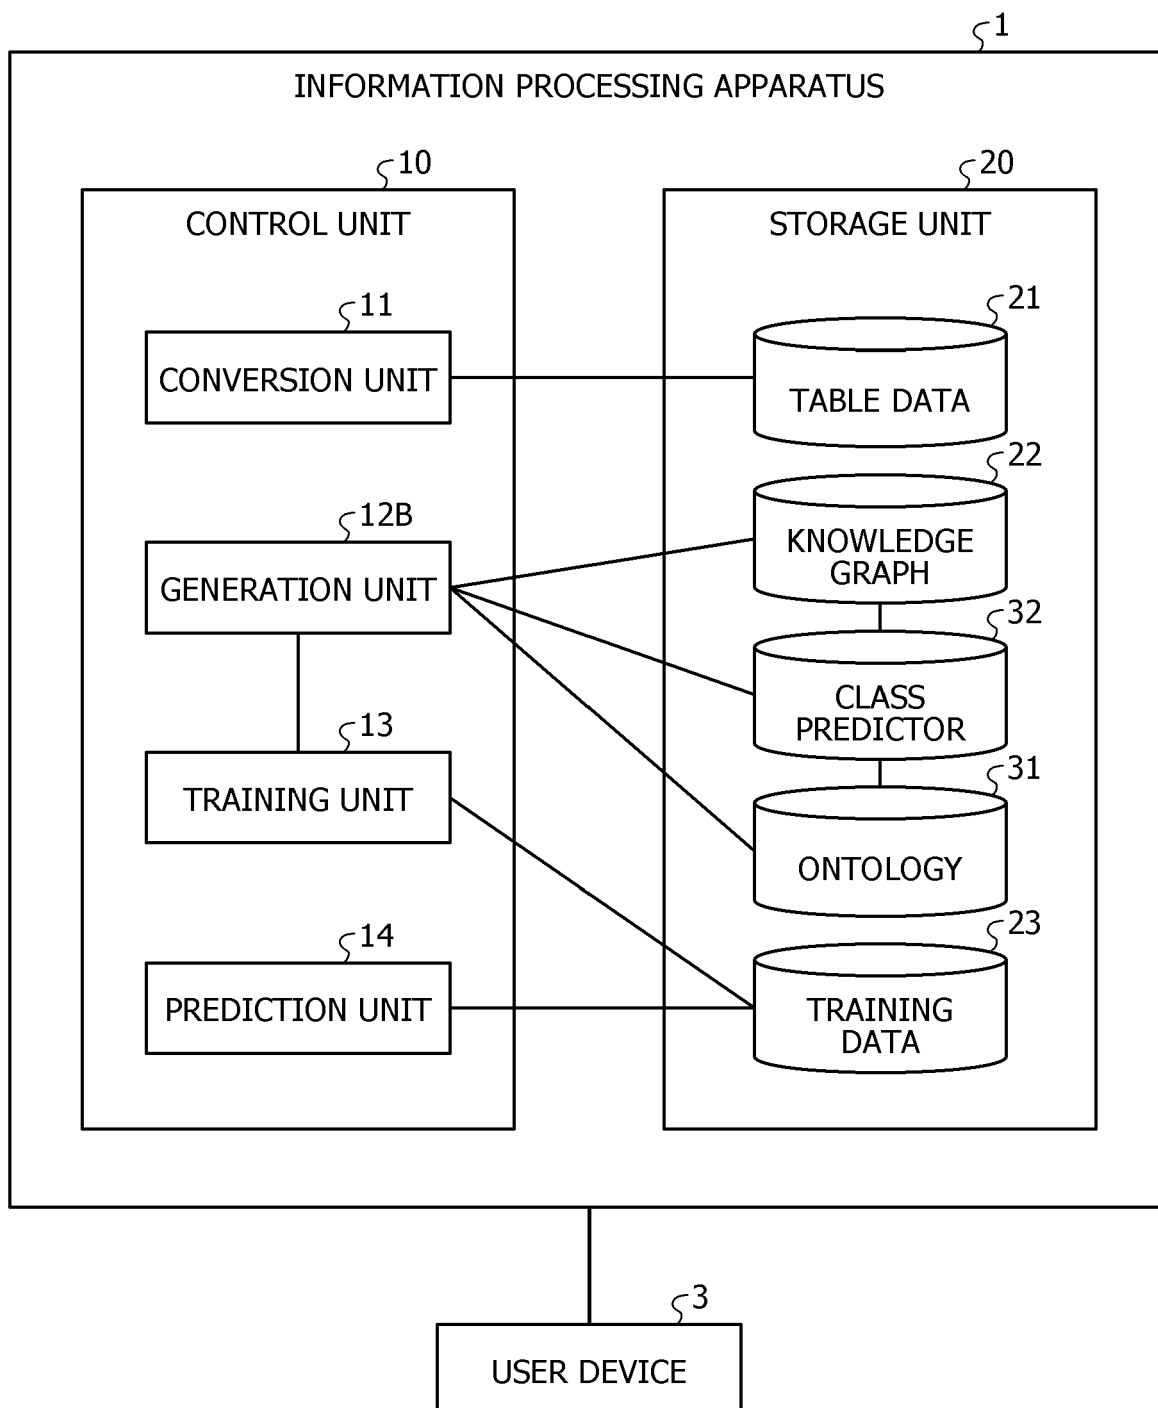 1
INFORMATION PROCESSING APPARATUS
10
CONTROL UNIT
11
CONVERSION UNIT
12B
GENERATION UNIT
13
TRAINING UNIT
14
PREDICTION UNIT
20
STORAGE UNIT
21
TABLE DATA
22
KNOWLEDGE
GRAPH
32
CLASS
PREDICTOR
31
ONTOLOGY
23
TRAINING
DATA
3
USER DEVICE